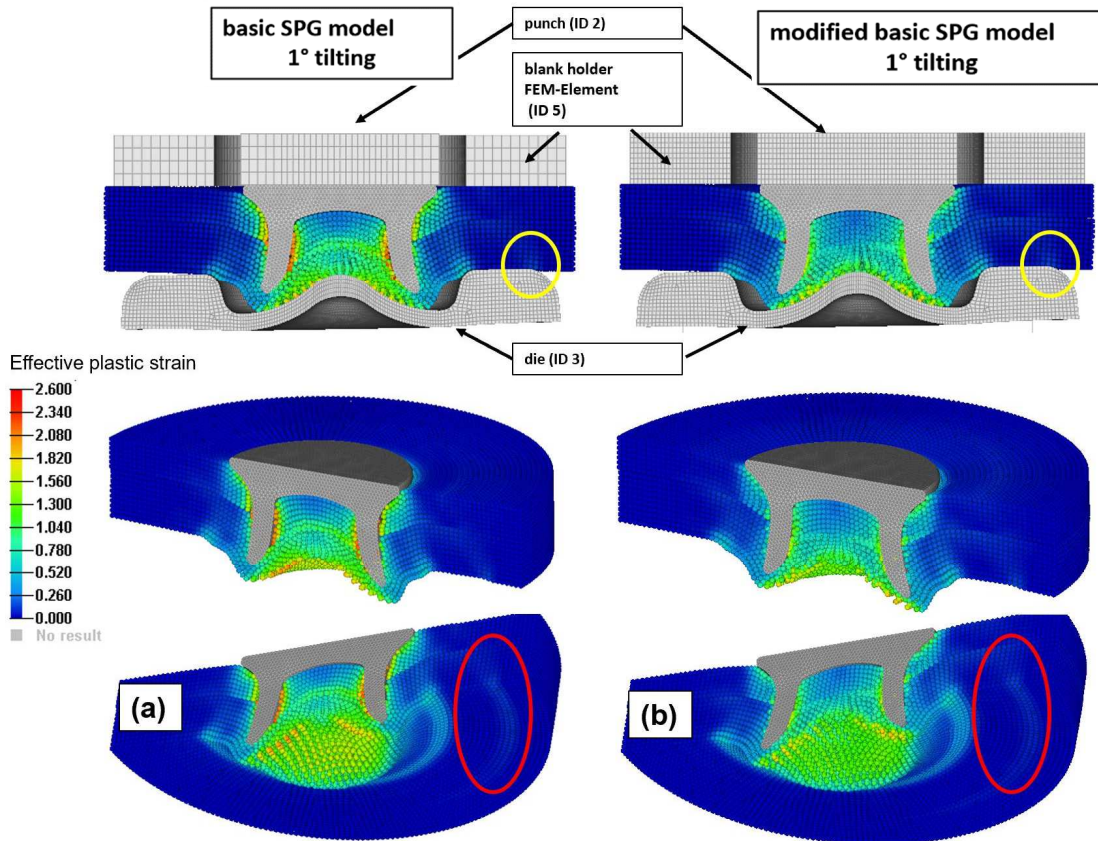 basic SPG model
1° tilting
punch (ID 2)
modified basic SPG model
1° tilting
blank holder
FEM-Element
(ID 5)
die (ID 3)
Effective plastic strain
2.600
2.340
2.080
1.820
1.560
1.300
1.040
0.780
0.520
0.260
0.000
No result
(a)
(b)